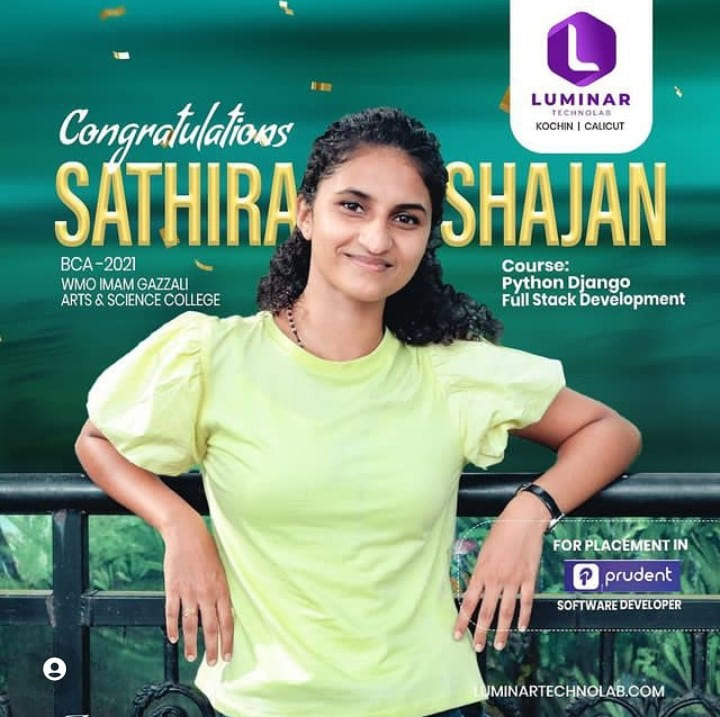 LUMINAR
TECHNOLAB
KOCHIN | CALICUT
Congratulations
SATHIRA SHAJAN
BCA -2021
WMO IMAM GAZZALI
ARTS & SCIENCE COLLEGE
Course:
Python Django
Full Stack Development
FOR PLACEMENT IN
prudent
SOFTWARE DEVELOPER
LUMINARTECHNOLAB.COM